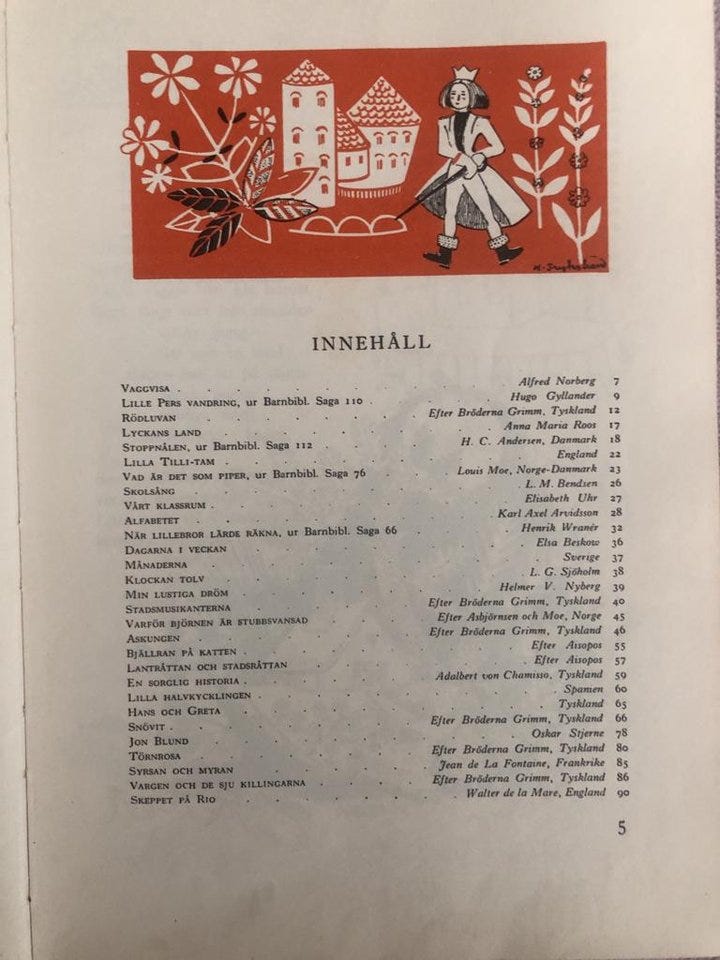 INNEHÅLL
VAGGVISA . . . . . . . Alfred Norberg 7
LILLE PERS VANDRING, ur Barnbibl. Saga 110 . . . Hugo Gyllander 9
RÖDLUVAN . . . . . . Efter Bröderna Grimm, Tyskland 12
LYCKANS LAND . . . . . . Anna Maria Roos 17
STOPPNÅLEN, ur Barnbibl. Saga 112 . . . H. C. Andersen, Danmark 18
LILLA TILLI-TAM . . . . . . England 22
VAD ÄR DET SOM PIPER, ur Barnbibl. Saga 76 . . . Louis Moe, Norge-Danmark 23
SKOLSÅNG . . . . . . L. M. Bendsen 26
VÅRT KLASSRUM . . . . . . Elisabeth Uhr 27
ALFABETET . . . . . . Karl Axel Arvidsson 28
NÄR LILLEBROR LÄRDE RÄKNA, ur Barnbibl. Saga 66 . . . Henrik Wranér 32
DAGARNA I VECKAN . . . . . . Elsa Beskow 36
MÅNADERNA . . . . . . Sverige 37
KLOCKAN TOLV . . . . . . L. G. Sjöholm 38
MIN LUSTIGA DRÖM . . . . . . Helmer V. Nyberg 39
STADSMUSIKANTERNA . . . . . . Efter Bröderna Grimm, Tyskland 40
VARFÖR BJÖRNEN ÄR STUBBSVANSAD . . . Efter Asbjörnsen och Moe, Norge 45
ASKUNGEN . . . . . . Efter Bröderna Grimm, Tyskland 46
BJÄLLRAN PÅ KATTEN . . . . . . Efter Aisopos 55
LANTRÅTTAN OCH STADSRÅTTAN . . . . . Efter Aisopos 57
EN SORGLIG HISTORIA . . . . . . Adalbert von Chamisso, Tyskland 59
LILLA HALVKYCKLINGEN . . . . . . Spanien 60
HANS OCH GRETA . . . . . . Tyskland 65
SNÖVIT . . . . . . Efter Bröderna Grimm, Tyskland 66
JON BLUND . . . . . . Oskar Stjerne 78
TÖRNROSA . . . . . . Efter Bröderna Grimm, Tyskland 80
SYRSAN OCH MYRAN . . . . . . Jean de La Fontaine, Frankrike 85
VARGEN OCH DE SJU KILLINGARNA . . . Efter Bröderna Grimm, Tyskland 86
SKEPPET PÅ RIO . . . . . . Walter de la Mare, England 90
5